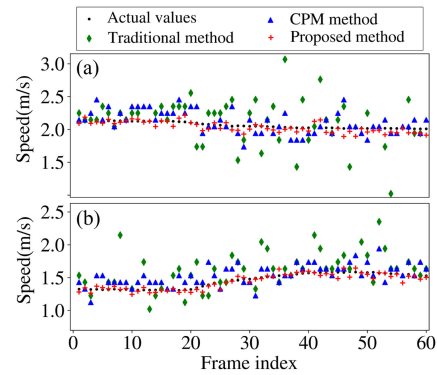 Actual values
CPM method
Traditional method
Proposed method
(a)
Speed(m/s)
3.0
2.5
2.0
1.5
(b)
Speed(m/s)
2.5
2.0
1.5
1.0
0 10 20 30 40 50 60
Frame index